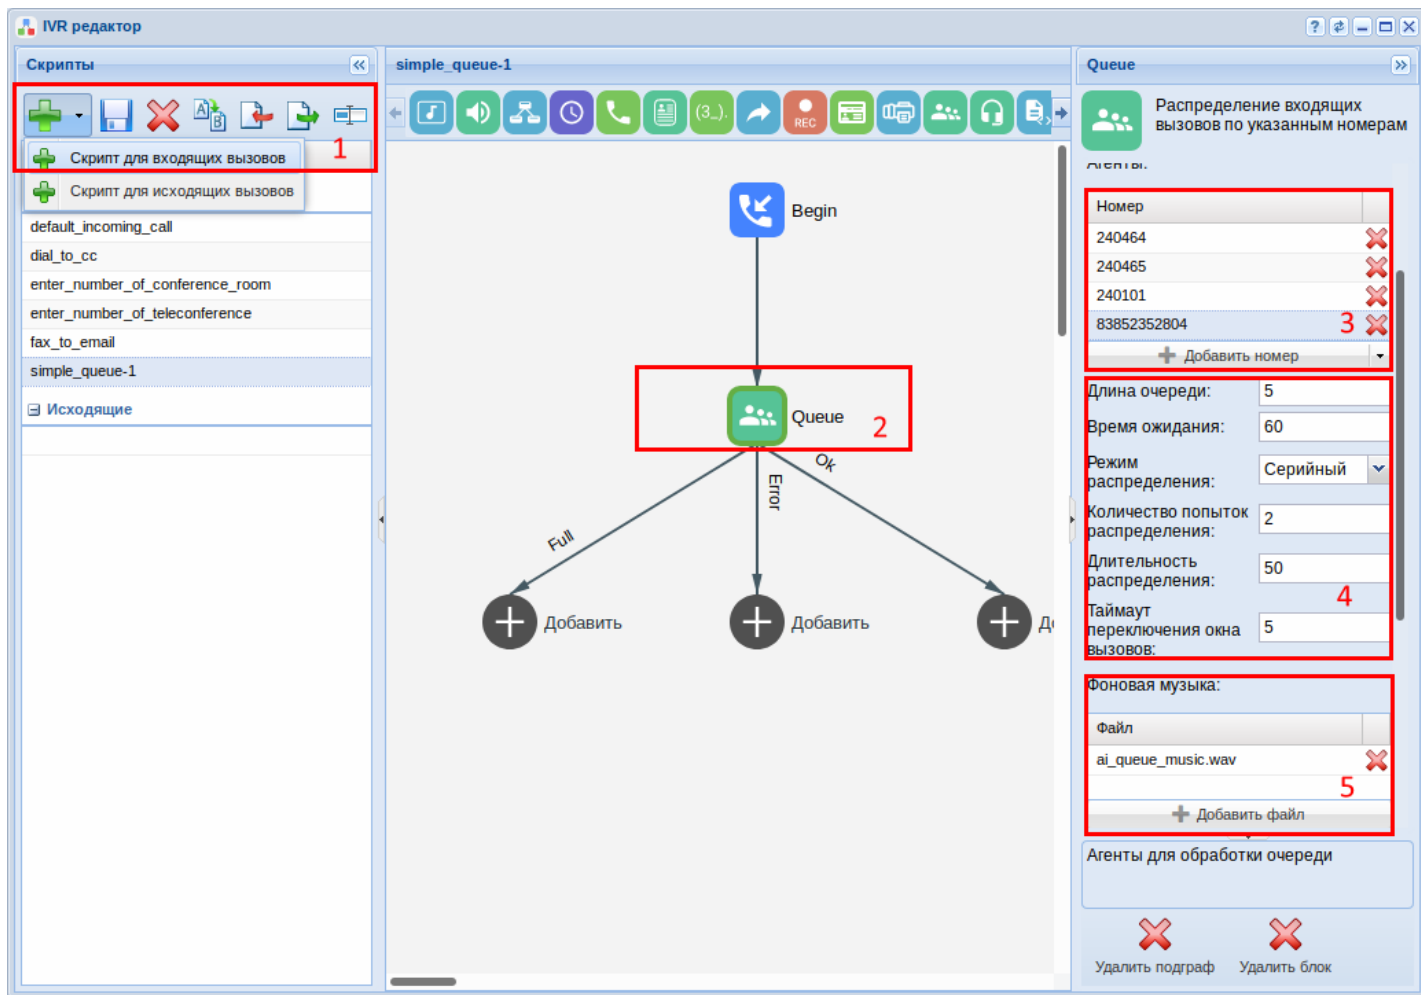 IVR редактор
Скрипты
1
Скрипт для входящих вызовов
Скрипт для исходящих вызовов
default_incoming_call
dial_to_cc
enter_number_of_conference_room
enter_number_of_teleconference
fax_to_email
simple_queue-1
Исходящие
simple_queue-1
(3_).
REC
Begin
Queue
2
Full
Error
Ok
Добавить
Добавить
Queue
Распределение входящих
вызовов по указанным номерам
Агенты:
Номер
240464
240465
240101
83852352804
3
Добавить номер
Длина очереди:
5
Время ожидания:
60
Режим
распределения:
Серийный
Количество попыток
распределения:
2
Длительность
распределения:
50
4
Таймаут
переключения окна
вызовов:
5
Фоновая музыка:
Файл
ai_queue_music.wav
5
Добавить файл
Агенты для обработки очереди
Удалить подграф
Удалить блок